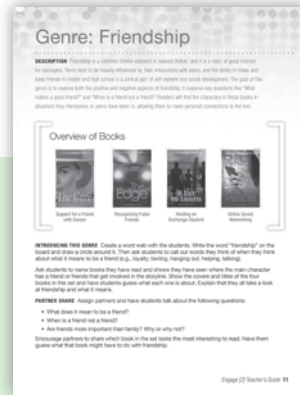 Genre: Friendship
DESCRIPTION Friendship is a common theme explored in realistic fiction, and it is a topic of great interest
for teenagers. Teens tend to be heavily influenced by their interactions with peers, and the ability to make and
keep friends in middle and high school is a central part of self-esteem and social development. The goal of this
genre is to explore both the positive and negative aspects of friendship. It explores key questions like "What
makes a good friend?" and "When is a friend not a friend?" Readers will find the characters in these books in
situations they themselves or peers have been in, allowing them to make personal connections to the text.
Overview of Books
The Cure
The Edge
Support for a Friend
with Cancer
Recognizing False
Friends
Hosting an
Exchange Student
Online Social
Networking
INTRODUCING THIS GENRE Create a word web with the students. Write the word "friendship" on the
board and draw a circle around it. Then ask students to call out words they think of when they think
about what it means to be a friend (e.g., loyalty, texting, hanging out, helping, talking).
Ask students to name books they have read and shows they have seen where the main character
has a friend or friends that get involved in the storyline. Show the covers and titles of the four
books in this set and have students guess what each one is about. Explain that they all take a look
at friendship and what it means.
PARTNER SHARE Assign partners and have students talk about the following questions:
• What does it mean to be a friend?
• When is a friend not a friend?
• Are friends more important than family? Why or why not?
Encourage partners to share which book in the set looks the most interesting to read. Have them
guess what that book might have to do with friendship.
Engage [2] Teacher's Guide 11